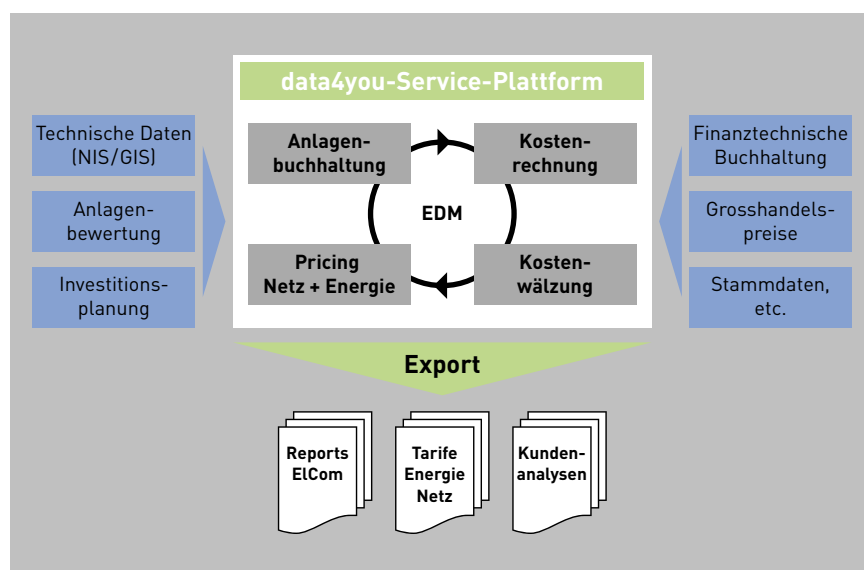 data4you-Service-Plattform
Technische Daten
(NIS/GIS)
Anlagen-
bewertung
Investitions-
planung
Anlagen-
buchhaltung
Kosten-
rechnung
EDM
Pricing
Netz + Energie
Kosten-
wälzung
Finanztechnische
Buchhaltung
Grosshandels-
preise
Stammdaten,
etc.
Export
Reports
ElCom
Tarife
Energie
Netz
Kunden-
analysen